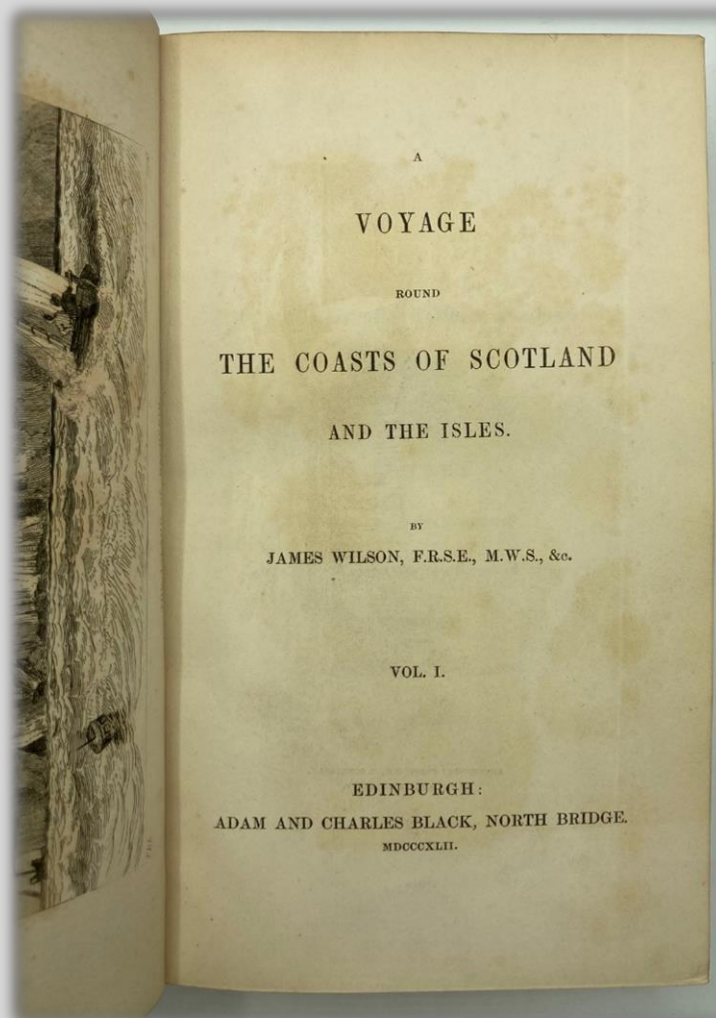 A
VOYAGE
ROUND
THE COASTS OF SCOTLAND
AND THE ISLES.
BY
JAMES WILSON, F.R.S.E., M.W.S., &c.
VOL. I.
EDINBURGH:
ADAM AND CHARLES BLACK, NORTH BRIDGE.
MDCCCXLII.